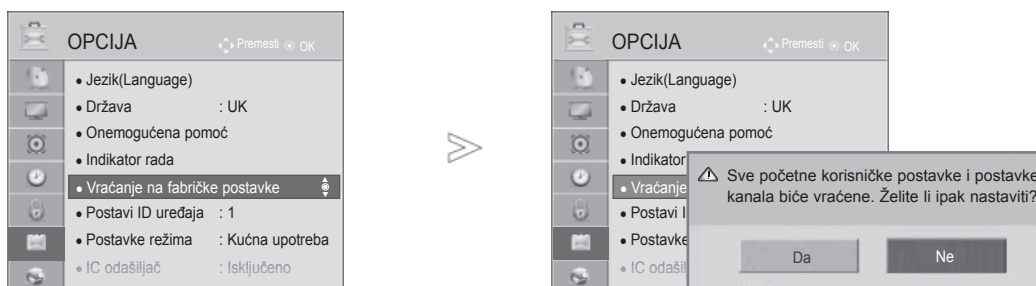 OPCIJA
Premesti OK
• Jezik(Language)
• Država : UK
• Onemogućena pomoć
• Indikator rada
• Vraćanje na fabričke postavke
• Postavi ID uređaja : 1
• Postavke režima : Kućna upotreba
• IC odašiljač : Isključeno
>
OPCIJA
Premesti OK
• Jezik(Language)
• Država : UK
• Onemogućena pomoć
• Indikator
• Vraćanje
• Postavi I
• Postavke
• IC odašil
Sve početne korisničke postavke i postavke
kanala biće vraćene. Želite li ipak nastaviti?
Da
Ne